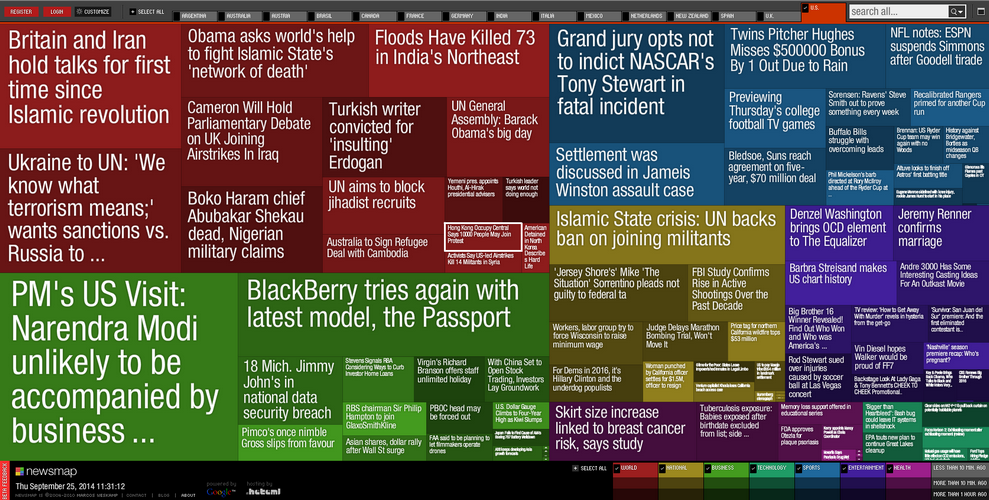 REGISTER
LOGIN
CUSTOMIZE
SELECT ALL
ARGENTINA
AUSTRALIA
AUSTRIA
BRASIL
CANADA
FRANCE
GERMANY
INDIA
ITALIA
MEXICO
NETHERLANDS
NEW ZEALAND
SPAIN
U.K.
U.S.
search all...
Britain and Iran
hold talks for first
time since
Islamic revolution
Ukraine to UN: 'We
know what
terrorism means;'
wants sanctions vs.
Russia to ...
Obama asks world's help
to fight Islamic State's
'network of death'
Floods Have Killed 73
in India's Northeast
Cameron Will Hold
Parliamentary Debate
on UK Joining
Airstrikes In Iraq
Turkish writer
convicted for
'insulting'
Erdogan
UN General
Assembly: Barack
Obama's big day
Boko Haram chief
Abubakar Shekau
dead, Nigerian
military claims
UN aims to block
jihadist recruits
Yemeni pres. appoints
Houthi, Al-Hirak
presidential advisers
Turkish leader
says world not
doing enough
Australia to Sign Refugee
Deal with Cambodia
Hong Kong Occupy Central
Says 10000 People May Join
Protest
Activists Say US-led Airstrikes
Kill 14 Militants in Syria
American
Detained
in North
Korea
Describe
s Hard
Life
Grand jury opts not
to indict NASCAR's
Tony Stewart in
fatal incident
Settlement was
discussed in Jameis
Winston assault case
Twins Pitcher Hughes
Misses $500000 Bonus
By 1 Out Due to Rain
NFL notes: ESPN
suspends Simmons
after Goodell tirade
Previewing
Thursday's college
football TV games
Bledsoe, Suns reach
agreement on five-
year, $70 million deal
Sorensen: Ravens' Steve
Smith out to prove
something every week
Recalibrated Rangers
primed for another Cup
run
Buffalo Bills
struggle with
overcoming leads
Brennan: US Ryder
Cup team may win
again with no
Woods
History against
Bridgewater,
Bortles as
midseason QB
changes
Phil Mickelson's barb
directed at Rory McIlroy
ahead of the Ryder Cup at
...
Altuve looks to finish off
Astros' first batting title
PM's US Visit:
Narendra Modi
unlikely to be
accompanied by
business ...
BlackBerry tries again with
latest model, the Passport
18 Mich. Jimmy
John's in
national data
security breach
Pimco's once nimble
Gross slips from favour
Stevens Signals RBA
Considering Ways to Curb
Investor Home Loans
Virgin's Richard
Branson offers staff
unlimited holiday
With China Set to
Open Stock
Trading, Investors
Lay Groundwork
RBS chairman Sir Philip
Hampton to join
GlaxoSmithKline
PBOC head may
be forced out
U.S. Dollar Gauge
Climbs to Four-Year
High as Kiwi Slumps
Asian shares, dollar rally
after Wall St surge
FAA said to be planning to
let filmmakers operate
drones
Islamic State crisis: UN backs
ban on joining militants
'Jersey Shore's' Mike 'The
Situation' Sorrentino pleads not
guilty to federal ta
FBI Study Confirms
Rise in Active
Shootings Over the
Past Decade
Workers, labor group try to
force Wisconsin to raise
minimum wage
Judge Delays Marathon
Bombing Trial, Won't
Move It
Price tag for northern
California wildfire tops
$53 million
For Dems in 2016, it's
Hillary Clinton and the
underdog populists
Woman punched
by California officer
settles for $1.5M,
officer to resign
Denzel Washington
brings OCD element
to The Equalizer
Jeremy Renner
confirms
marriage
Barbra Streisand makes
US chart history
Andre 3000 Has Some
Interesting Casting Ideas
For An Outkast Movie
Big Brother 16
Winner Revealed!
Find Out Who Won
and Who was
America's ...
TV review: 'How to Get Away
With Murder' revels in hysteria
from the get-go
'Survivor: San Juan del
Sur' premiere: And the
first eliminated
contestant is...
Rod Stewart sued
over injuries
caused by soccer
ball at Las Vegas
concert
Vin Diesel hopes
Walker would be
proud of FF7
'Nashville' season
premiere recap: Who's
pregnant?
Backstage Look At Lady Gaga
& Tony Bennett's CHEEK TO
CHEEK PROMOTIONAL.
Skirt size increase
linked to breast cancer
risk, says study
Tuberculosis exposure:
Babies exposed after
birthdate excluded
from list; side ...
Memory loss support offered in
educational series
FDA approves
Otezla for
plaque psoriasis
'Bigger than
Heartbleed': Bash bug
could leave IT systems
in shellshock
EPA touts new plan to
continue Great Lakes
cleanup
BETA FEEDBACK
newsmap
Thu September 25, 2014 11:31:12
NEWSMAP IS ©2004-2010 MARCOS WESKAMP | CONTACT | BLOG | ABOUT
powered by
Google
hosting by
.hatami
SELECT ALL
WORLD
NATIONAL
BUSINESS
TECHNOLOGY
SPORTS
ENTERTAINMENT
HEALTH
LESS THAN 10 MIN. AGO
MORE THAN 10 MIN. AGO
MORE THAN 1 HOUR AGO